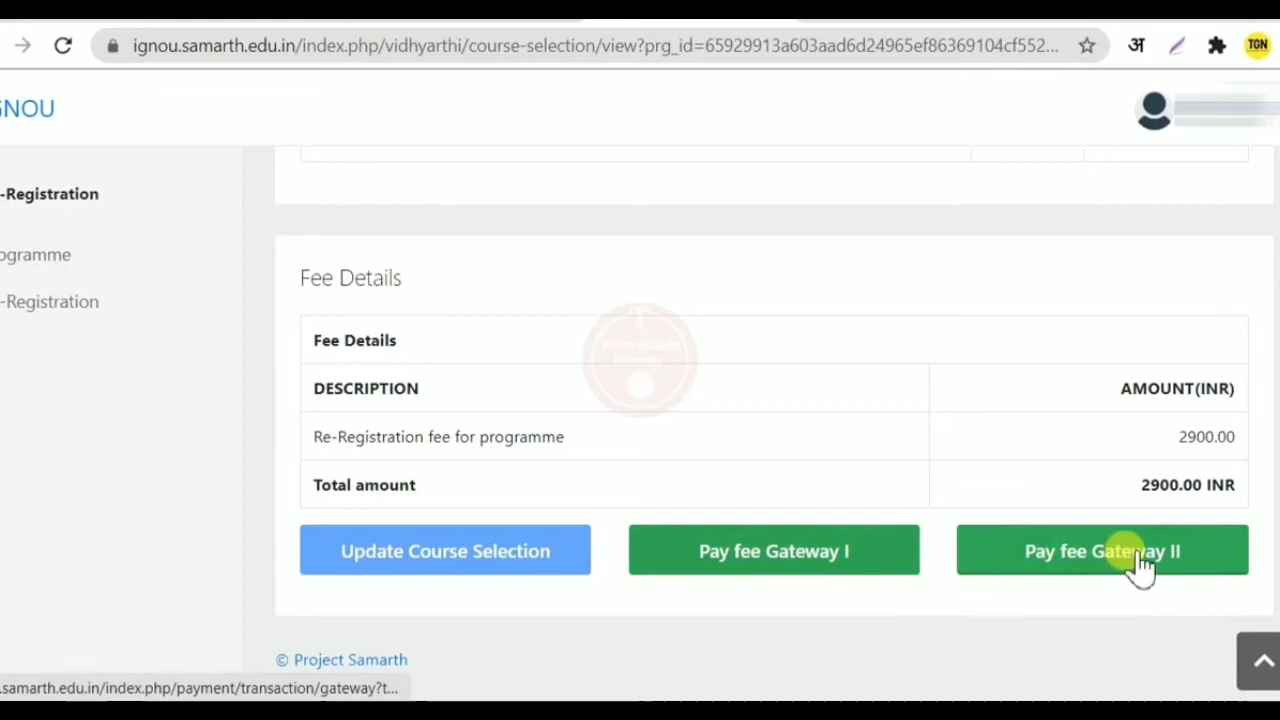 ignou.samarth.edu.in/index.php/vidhyarthi/course-selection/view?prg_id=65929913a603aad6d24965ef86369104cf552...
अ
TGN
GNOU
-Registration
ogramme
-Registration
Fee Details
Fee Details
DESCRIPTION AMOUNT(INR)
Re-Registration fee for programme 2900.00
Total amount 2900.00 INR
Update Course Selection Pay fee Gateway I Pay fee Gateway II
© Project Samarth
.samarth.edu.in/index.php/payment/transaction/gateway?t...